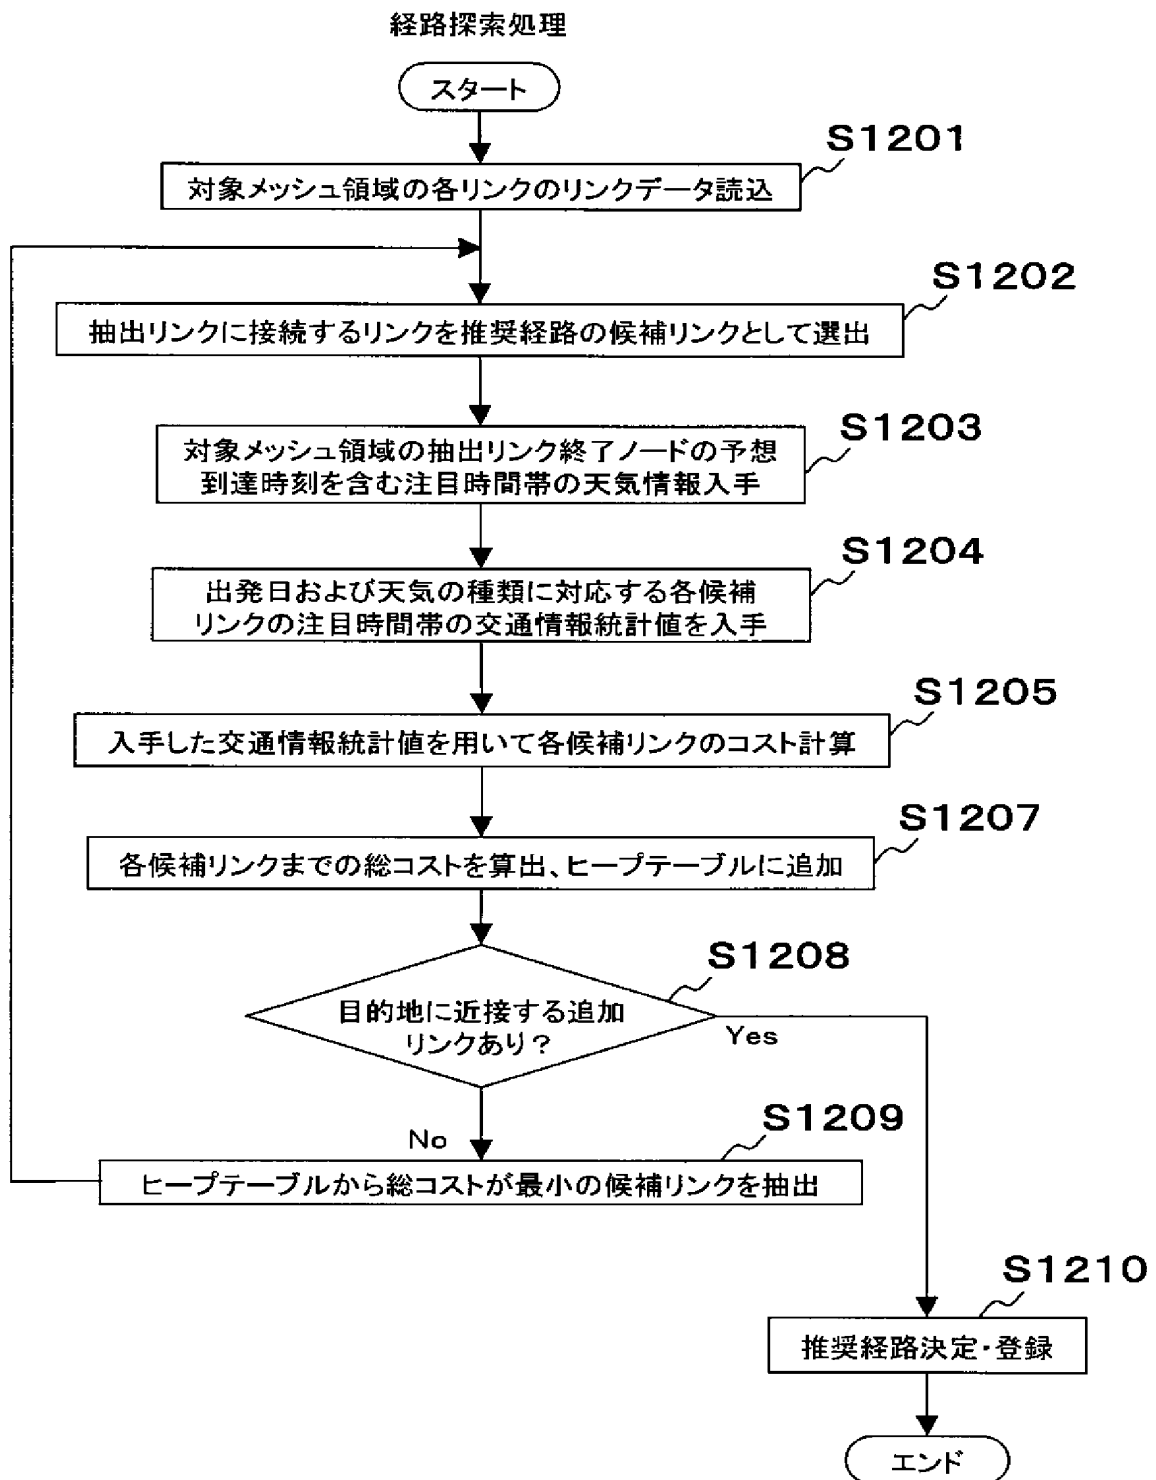 経路探索処理
スタート
S1201
対象メッシュ領域の各リンクのリンクデータ読込
S1202
抽出リンクに接続するリンクを推奨経路の候補リンクとして選出
S1203
対象メッシュ領域の抽出リンク終了ノードの予想
到達時刻を含む注目時間帯の天気情報入手
S1204
出発日および天気の種類に対応する各候補
リンクの注目時間帯の交通情報統計値を入手
S1205
入手した交通情報統計値を用いて各候補リンクのコスト計算
S1207
各候補リンクまでの総コストを算出、ヒープテーブルに追加
S1208
目的地に近接する追加
リンクあり?
Yes
No
S1209
ヒープテーブルから総コストが最小の候補リンクを抽出
S1210
推奨経路決定・登録
エンド